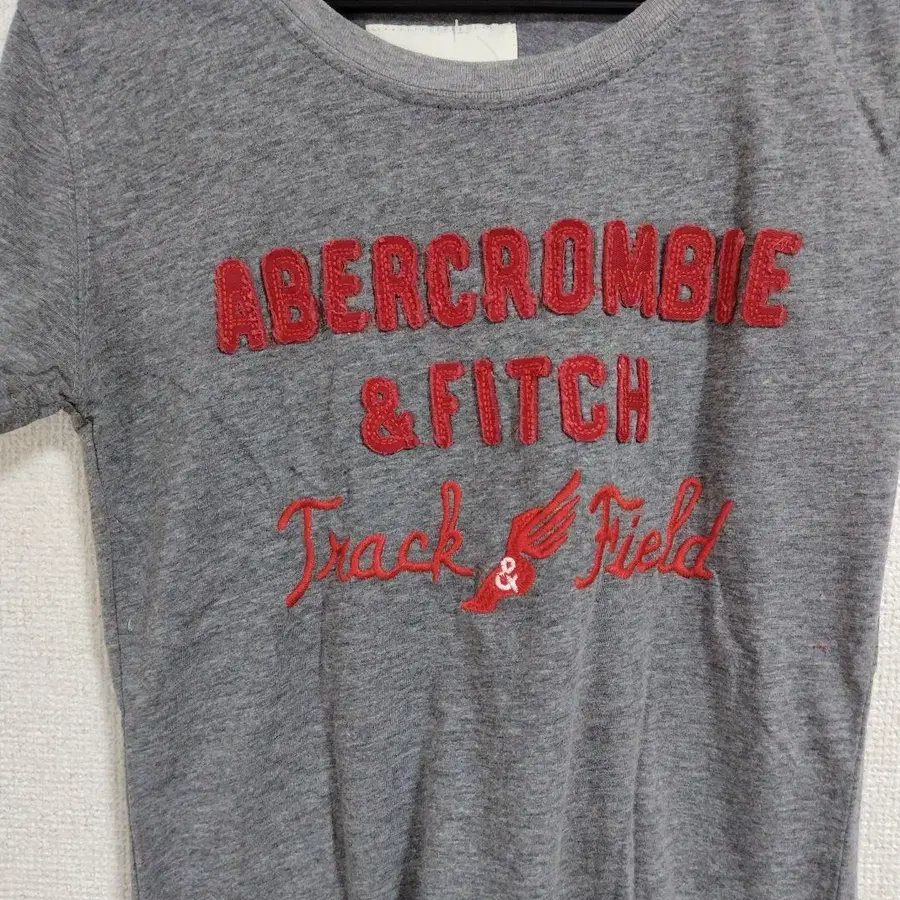 ABERCROMBIE
& FITCH
Track & Field